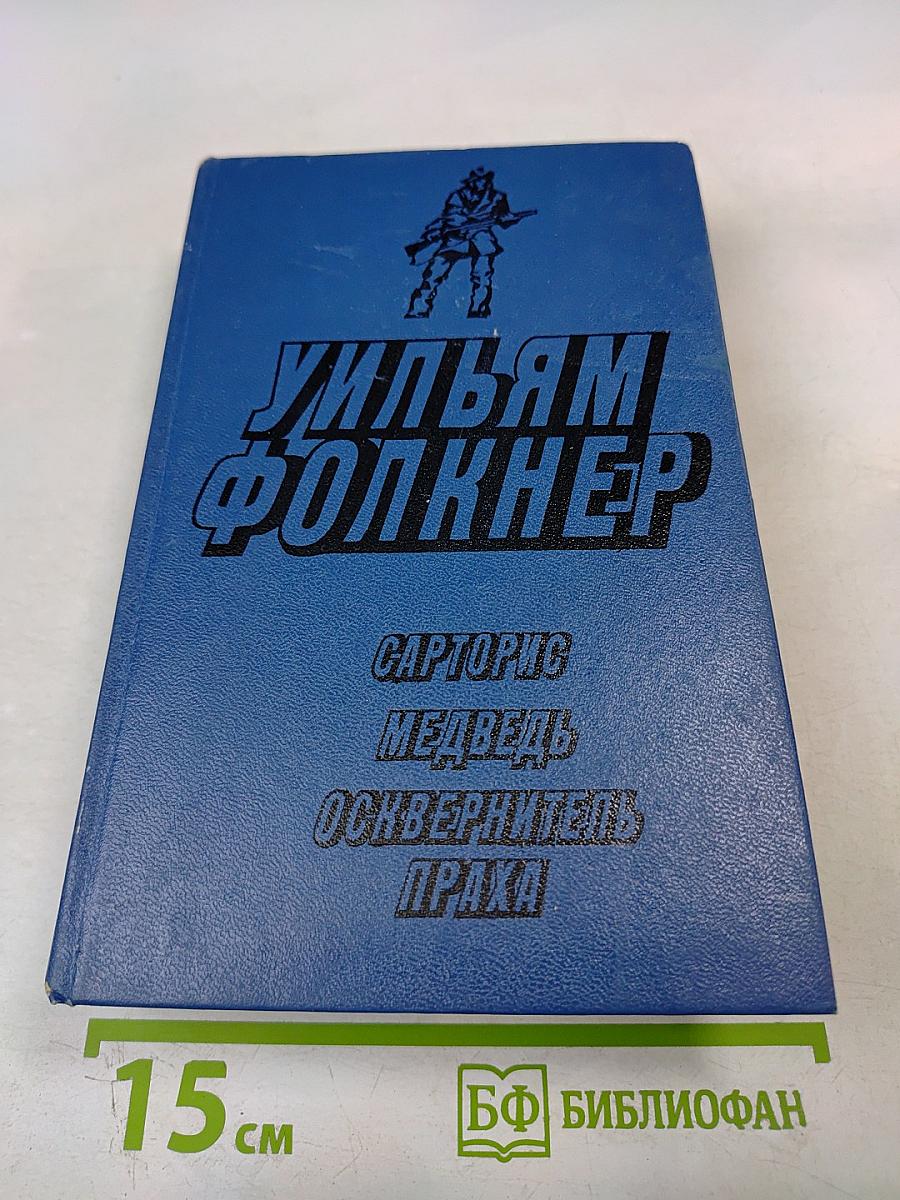 УИЛЬЯМ
ФОЛКНЕР
САРТОРИС
МЕДВЕДЬ
ОСКВЕРНИТЕЛЬ
ПРАХА
15 см
БФ БИБЛИОФАН